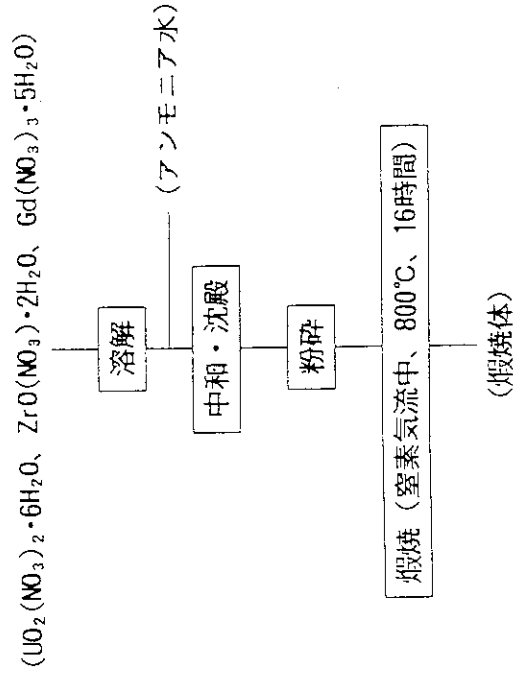 (UO₂(NO₃)₂・6H₂O、ZrO(NO₃)・2H₂O、Gd(NO₃)₃・5H₂O)
溶解
(アンモニア水)
中和・沈殿
粉砕
煆焼 (窒素気流中、800℃、16時間)
(煆焼体)